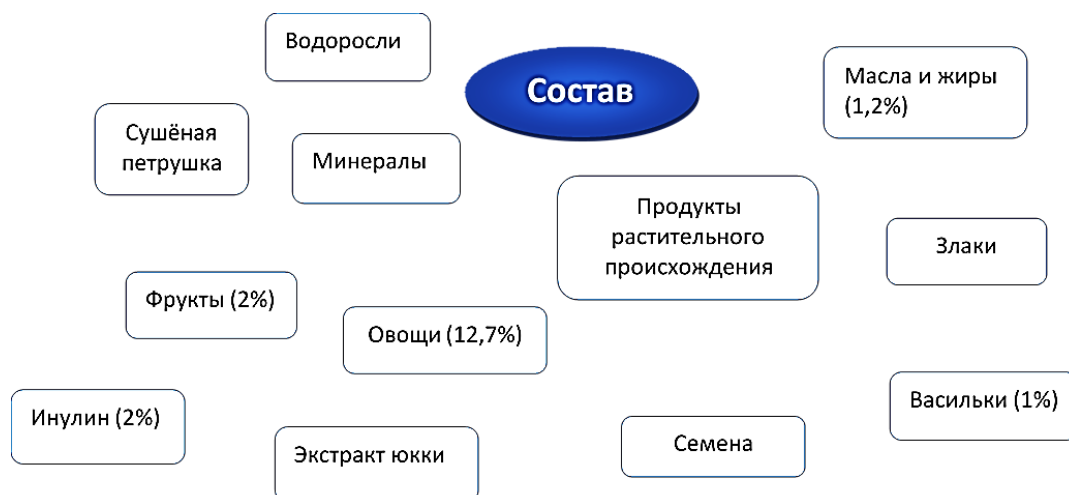 Водоросли
Состав
Масла и жиры
(1,2%)
Сушёная
петрушка
Минералы
Продукты
растительного
происхождения
Злаки
Фрукты (2%)
Овощи (12,7%)
Инулин (2%)
Васильки (1%)
Экстракт юкки
Семена